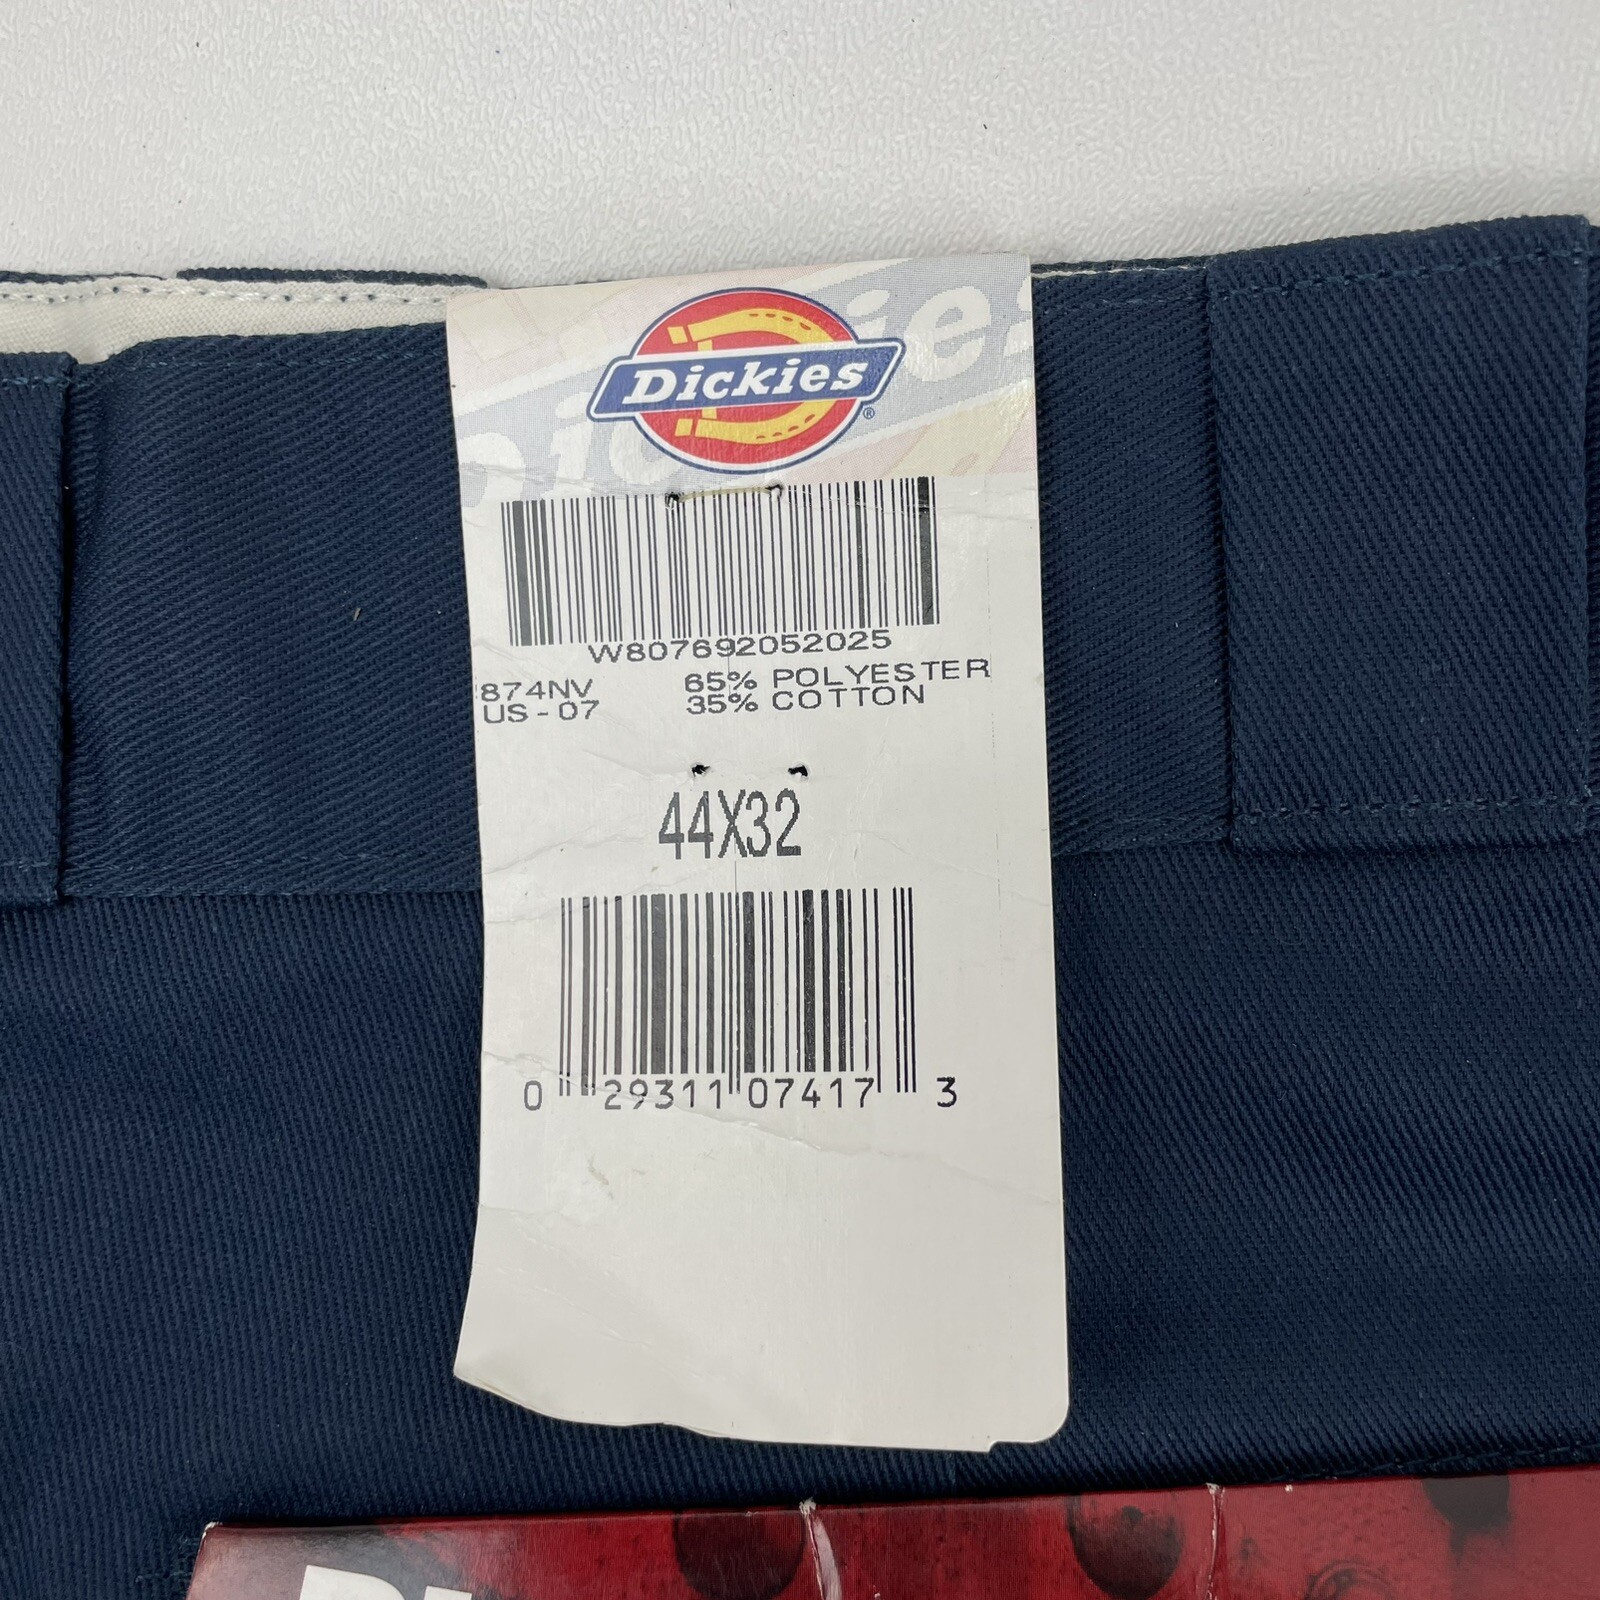 Dickies
®
W807692052025
874NV 65% POLYESTER
US-07 35% COTTON
44X32
0 29311 07417 3